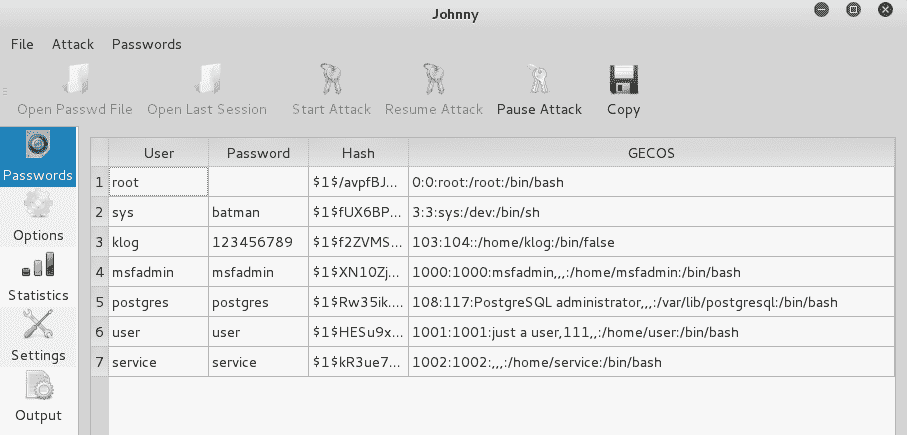 Johnny
File Attack Passwords
Open Passwd File Open Last Session Start Attack Resume Attack Pause Attack Copy
Passwords
Options
Statistics
Settings
Output
User Password Hash GECOS
1 root $1$/avpfBJ... 0:0:root:/root:/bin/bash
2 sys batman $1$fUX6BP... 3:3:sys:/dev:/bin/sh
3 klog 123456789 $1$f2ZVMS... 103:104::/home/klog:/bin/false
4 msfadmin msfadmin $1$XN10Zj... 1000:1000:msfadmin,,,:/home/msfadmin:/bin/bash
5 postgres postgres $1$Rw35ik.... 108:117:PostgreSQL administrator,,,:/var/lib/postgresql:/bin/bash
6 user user $1$HESu9x... 1001:1001:just a user,111,,:/home/user:/bin/bash
7 service service $1$kR3ue7... 1002:1002:,,,:/home/service:/bin/bash